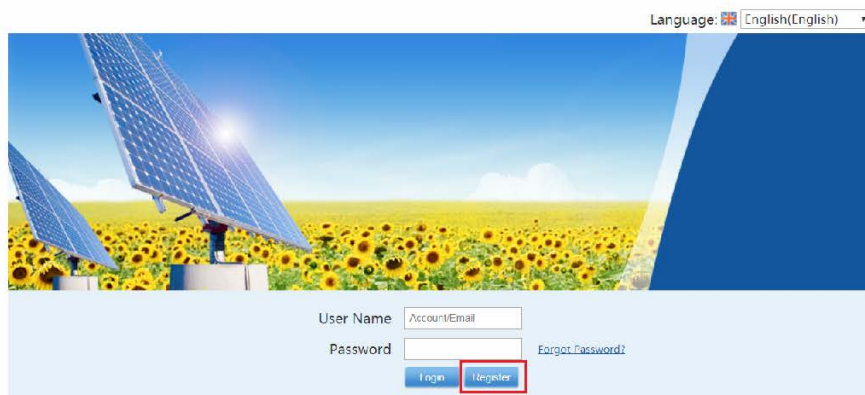 Language: English(English)
User Name Account/Email
Password Forgot Password?
Login Register